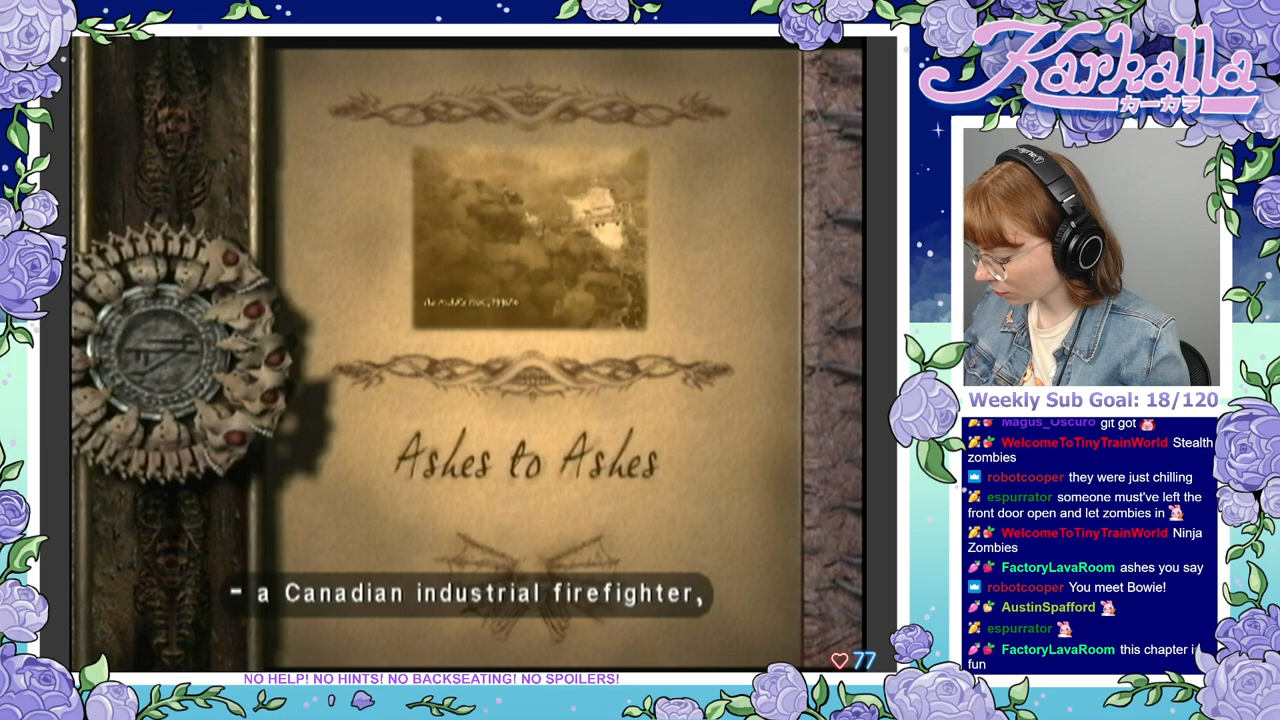 Karkalla
カーカラ
Ashes to Ashes
- a Canadian industrial firefighter,
77
NO HELP! NO HINTS! NO BACKSEATING! NO SPOILERS!
Weekly Sub Goal: 18/120
Magus_Oscuro git got
WelcomeToTinyTrainWorld Stealth
zombies
robotcooper they were just chilling
espurrator someone must've left the
front door open and let zombies in
WelcomeToTinyTrainWorld Ninja
Zombies
FactoryLavaRoom ashes you say
robotcooper You meet Bowie!
AustinSpafford
espurrator
FactoryLavaRoom this chapter is
fun